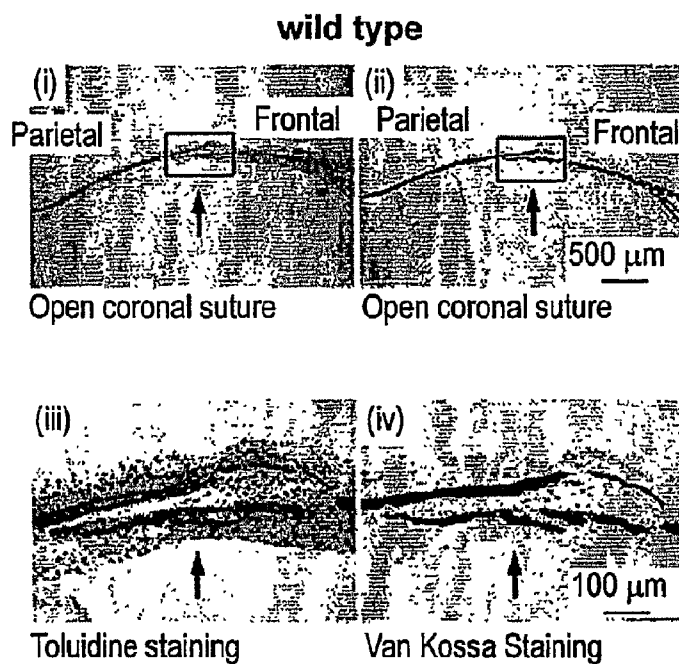 wild type
(i)
Parietal
Frontal
Open coronal suture
(ii)
Parietal
Frontal
500 μm
Open coronal suture
(iii)
Toluidine staining
(iv)
100 μm
Van Kossa Staining